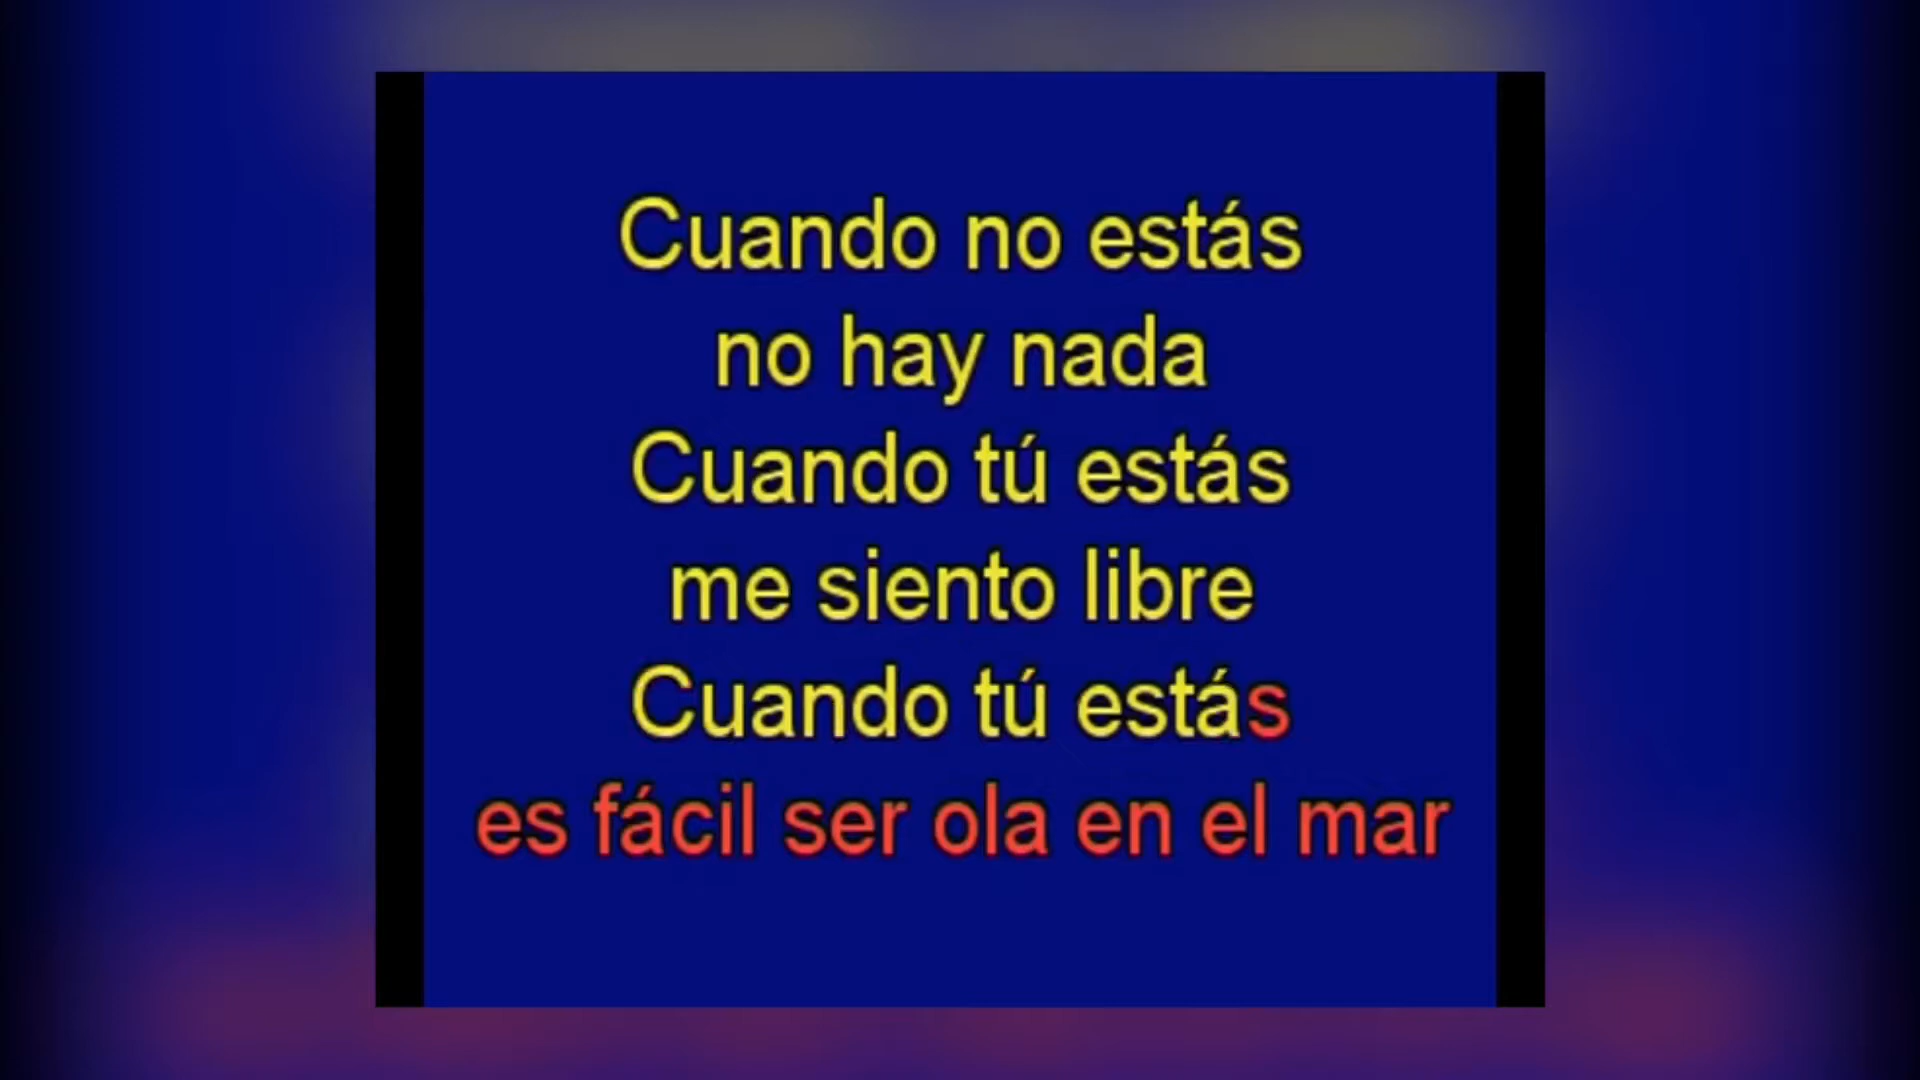 Cuando no estás
no hay nada
Cuando tú estás
me siento libre
Cuando tú estás
es fácil ser ola en el mar